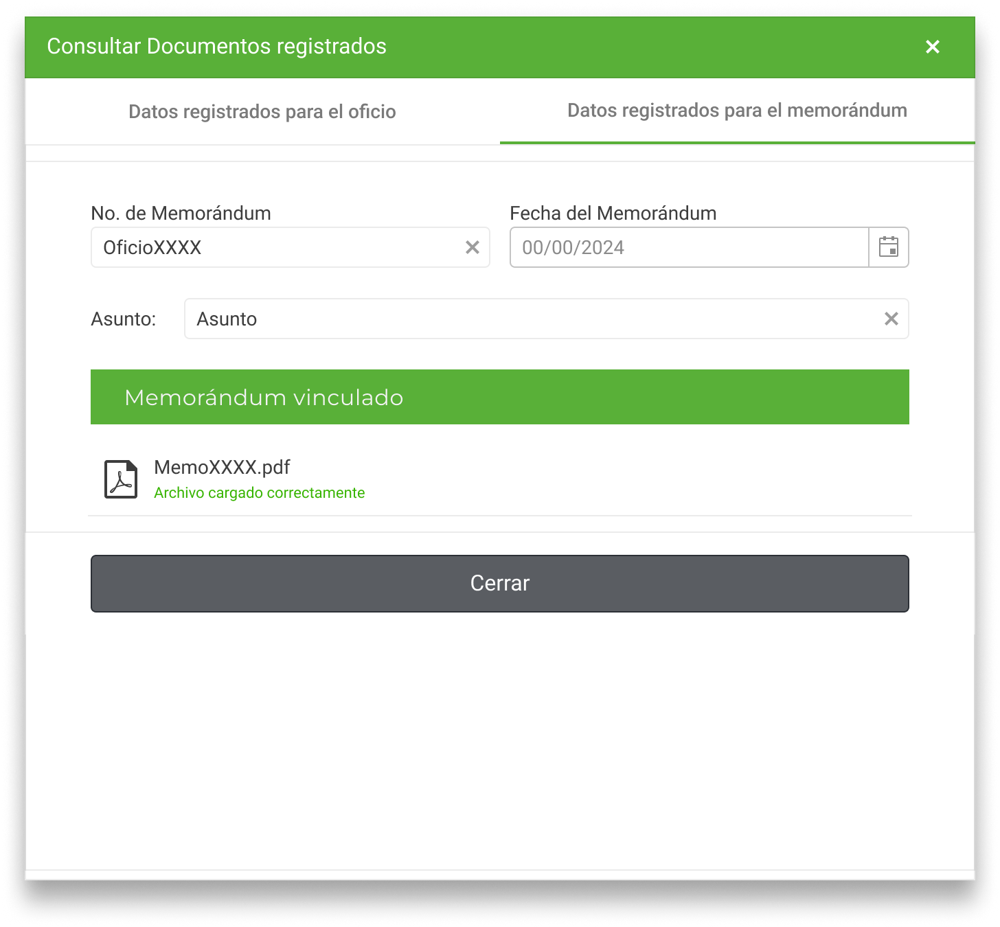 Consultar Documentos registrados
Datos registrados para el oficio
Datos registrados para el memorándum
No. de Memorándum
Fecha del Memorándum
OficioXXXX
00/00/2024
Asunto:
Asunto
Memorándum vinculado
MemoXXXX.pdf
Archivo cargado correctamente
Cerrar